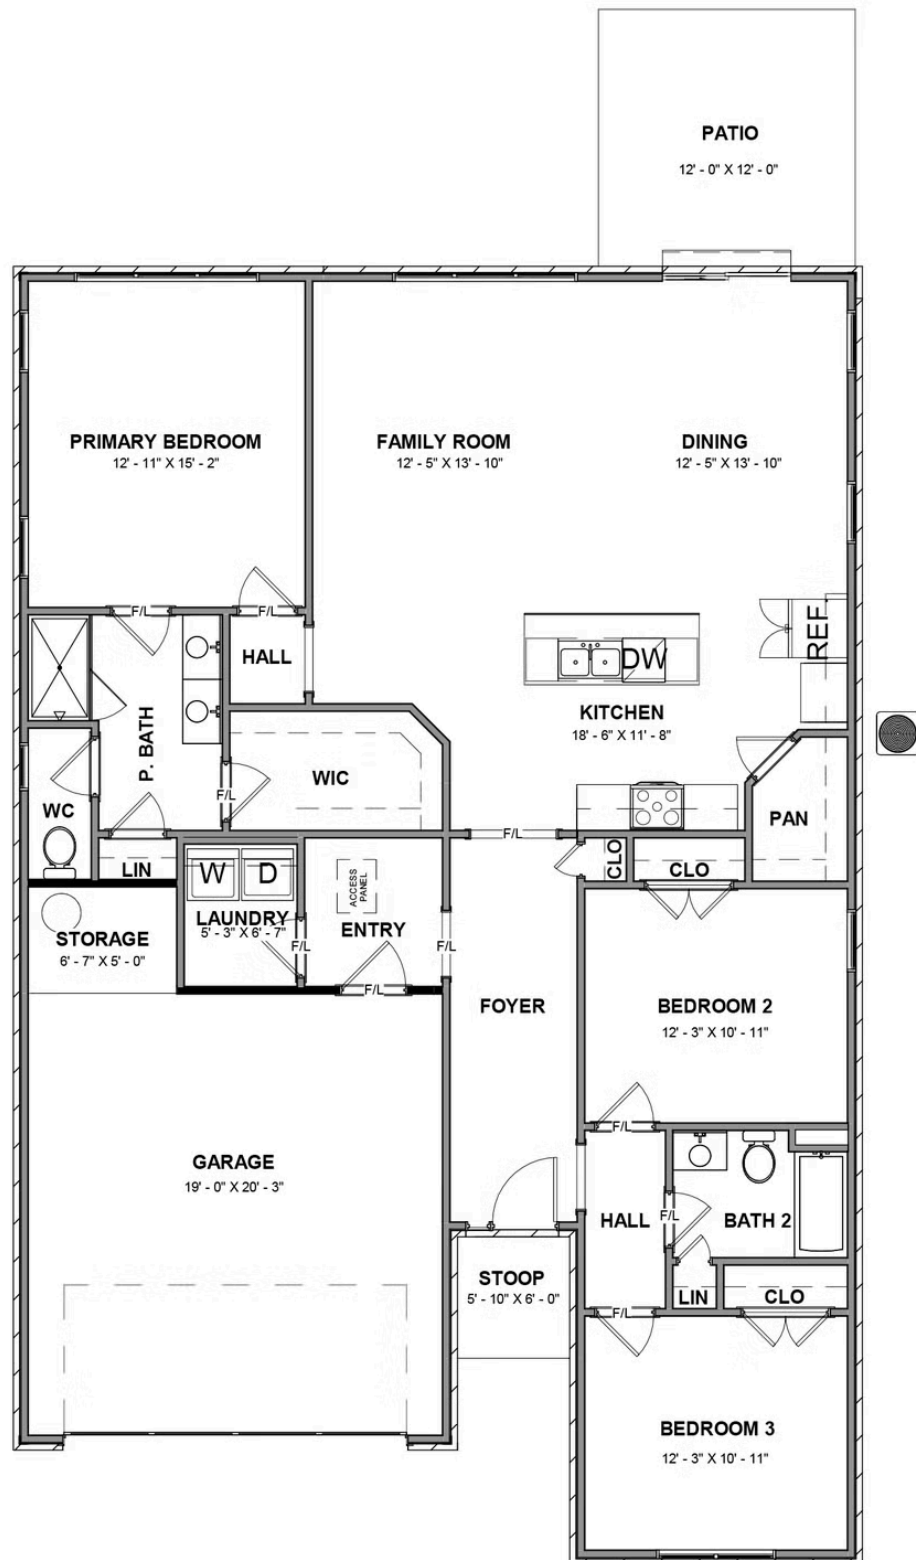 PATIO
12' - 0" X 12' - 0"
PRIMARY BEDROOM
12' - 11" X 15' - 2"
FAMILY ROOM
12' - 5" X 13' - 10"
DINING
12' - 5" X 13' - 10"
F/L
F/L
HALL
REF
DW
P. BATH
KITCHEN
18' - 6" X 11' - 8"
WIC
F/L
WC
PAN
F/L
LIN
W
D
ACCESS
PANEL
CLO
CLO
LAUNDRY
5' - 3" X 6' - 7"
ENTRY
F/L
F/L
STORAGE
6' - 7" X 5' - 0"
F/L
FOYER
BEDROOM 2
12' - 3" X 10' - 11"
F/L
GARAGE
19' - 0" X 20' - 3"
HALL
F/L
BATH 2
STOOP
5' - 10" X 6' - 0"
LIN
CLO
F/L
BEDROOM 3
12' - 3" X 10' - 11"